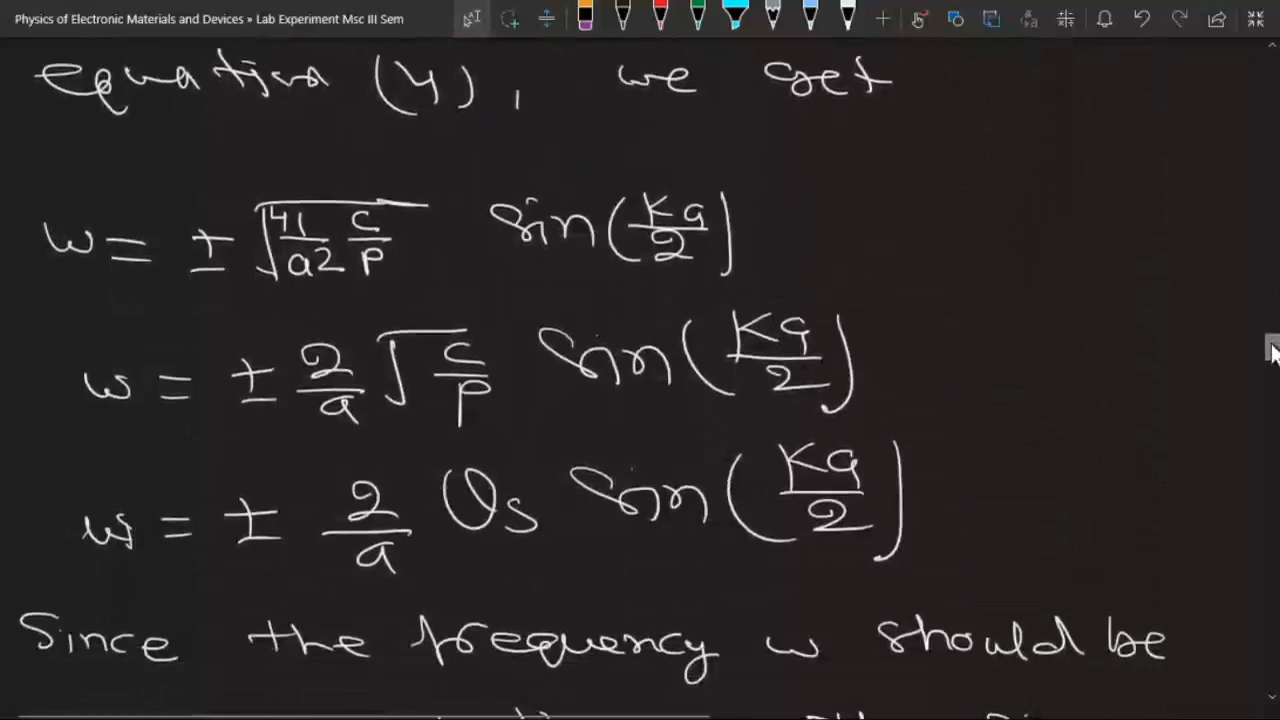 Physics of Electronic Materials and Devices » Lab Experiment Msc III Sem
equation (4), we get
w = ± √(4/a2 c/ρ) sin(Ka/2)
w = ± 2/a √(c/ρ) sin(Ka/2)
w = ± 2/a υs sin(Ka/2)
Since the frequency w should be